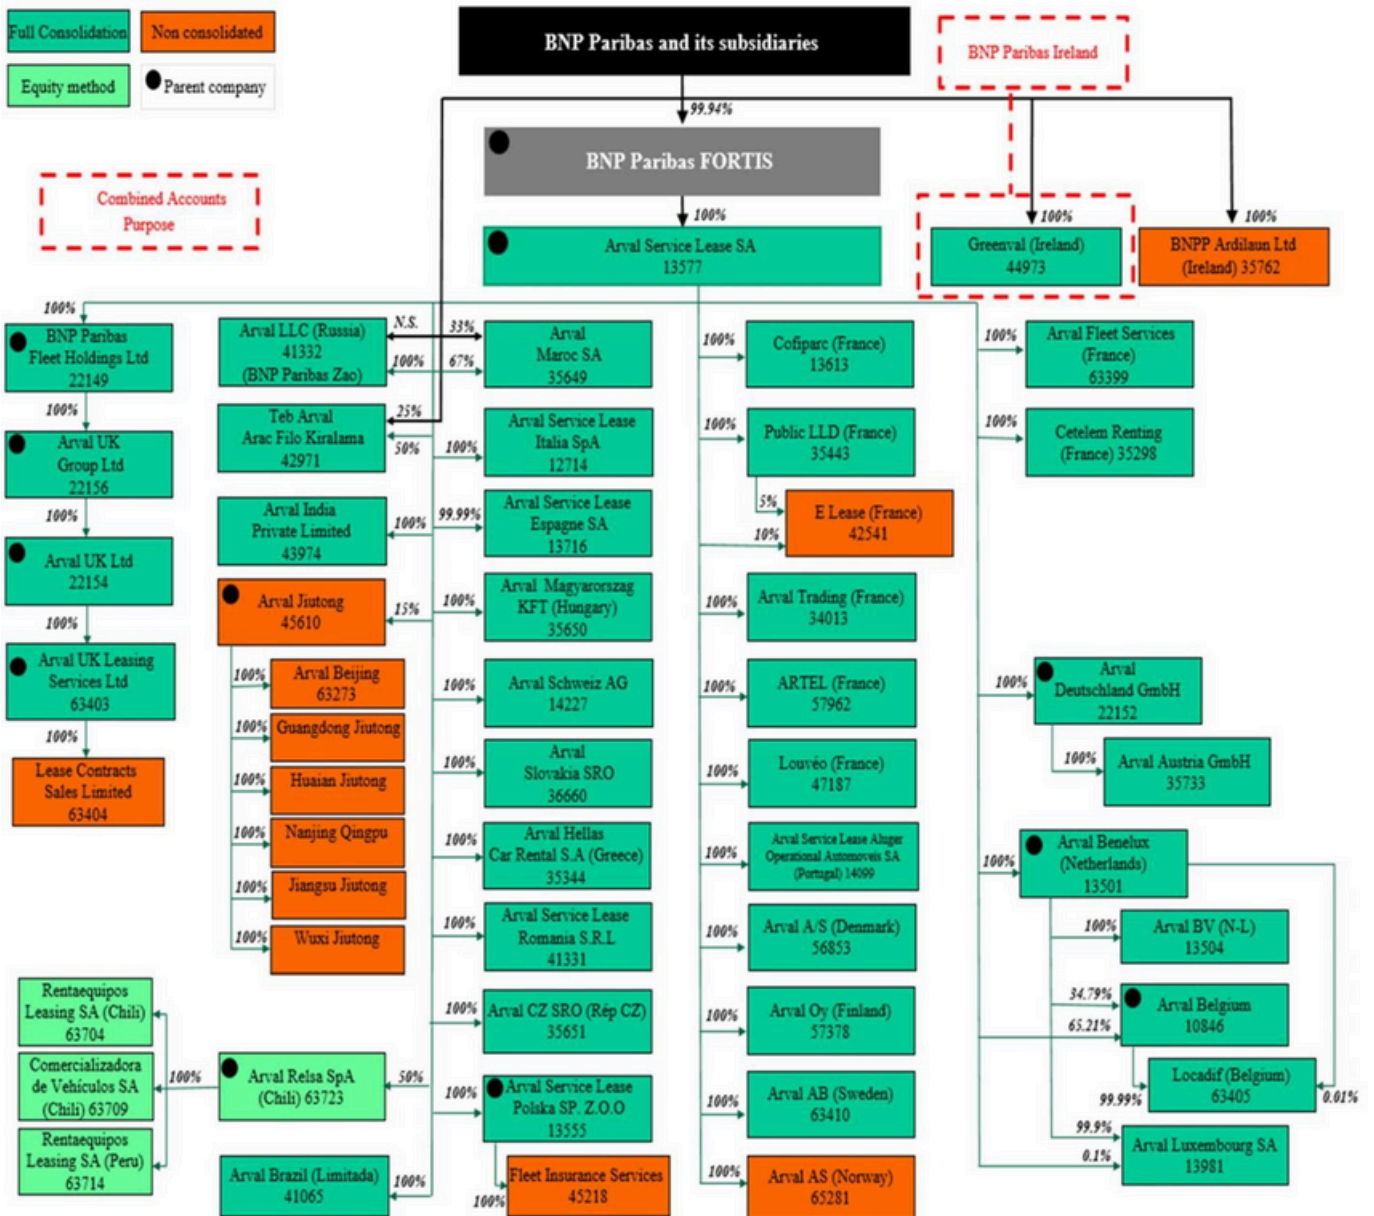 Full Consolidation
Non consolidated
Equity method
Parent company
BNP Paribas and its subsidiaries
BNP Paribas Ireland
99.94%
BNP Paribas FORTIS
Combined Accounts
Purpose
100%
Arval Service Lease SA
13577
100%
Greenval (Ireland)
44973
100%
BNPP Ardilaun Ltd
(Ireland) 35762
100%
BNP Paribas
Fleet Holdings Ltd
22149
100%
Arval UK
Group Ltd
22156
100%
Arval UK Ltd
22154
100%
Arval UK Leasing
Services Ltd
63403
100%
Lease Contracts
Sales Limited
63404
Arval LLC (Russia)
41332
(BNP Paribas Zao)
N.S.
33%
100%
67%
Teb Arval
Arac Filo Kiralama
42971
25%
50%
Arval India
Private Limited
43974
100%
Arval Jiutong
45610
15%
100%
Arval Beijing
63273
100%
Guangdong Jiutong
100%
Huaian Jiutong
100%
Nanjing Qingpu
100%
Jiangsu Jiutong
100%
Wuxi Jiutong
Rentaequipos
Leasing SA (Chili)
63704
Comercializadora
de Vehículos SA
(Chili) 63709
Rentaequipos
Leasing SA (Peru)
63714
100%
Arval Relsa SpA
(Chili) 63723
50%
Arval Brazil (Limitada)
41065
100%
Arval
Maroc SA
35649
100%
Arval Service Lease
Italia SpA
12714
99.99%
Arval Service Lease
Espagne SA
13716
100%
Arval Magyarorszag
KFT (Hungary)
35650
100%
Arval Schweiz AG
14227
100%
Arval
Slovakia SRO
36660
100%
Arval Hellas
Car Rental S.A (Greece)
35344
100%
Arval Service Lease
Romania S.R.L
41331
100%
Arval CZ SRO (Rép CZ)
35651
100%
Arval Service Lease
Polska SP. Z.O.O
13555
100%
Fleet Insurance Services
45218
100%
Cofiparc (France)
13613
100%
Public LLD (France)
35443
5%
10%
E Lease (France)
42541
100%
Arval Trading (France)
34013
100%
ARTEL (France)
57962
100%
Louvéo (France)
47187
100%
Arval Service Lease Aluger
Operational Automoveis SA
(Portugal) 14099
100%
Arval A/S (Denmark)
56853
100%
Arval Oy (Finland)
57378
100%
Arval AB (Sweden)
63410
100%
Arval AS (Norway)
65281
100%
Arval Fleet Services
(France)
63399
100%
Cetelem Renting
(France) 35298
100%
Arval
Deutschland GmbH
22152
100%
Arval Austria GmbH
35733
100%
Arval Benelux
(Netherlands)
13501
100%
Arval BV (N-L)
13504
34.79%
65.21%
Arval Belgium
10846
Locadif (Belgium)
63405
99.99%
0.01%
99.9%
0.1%
Arval Luxembourg SA
13981